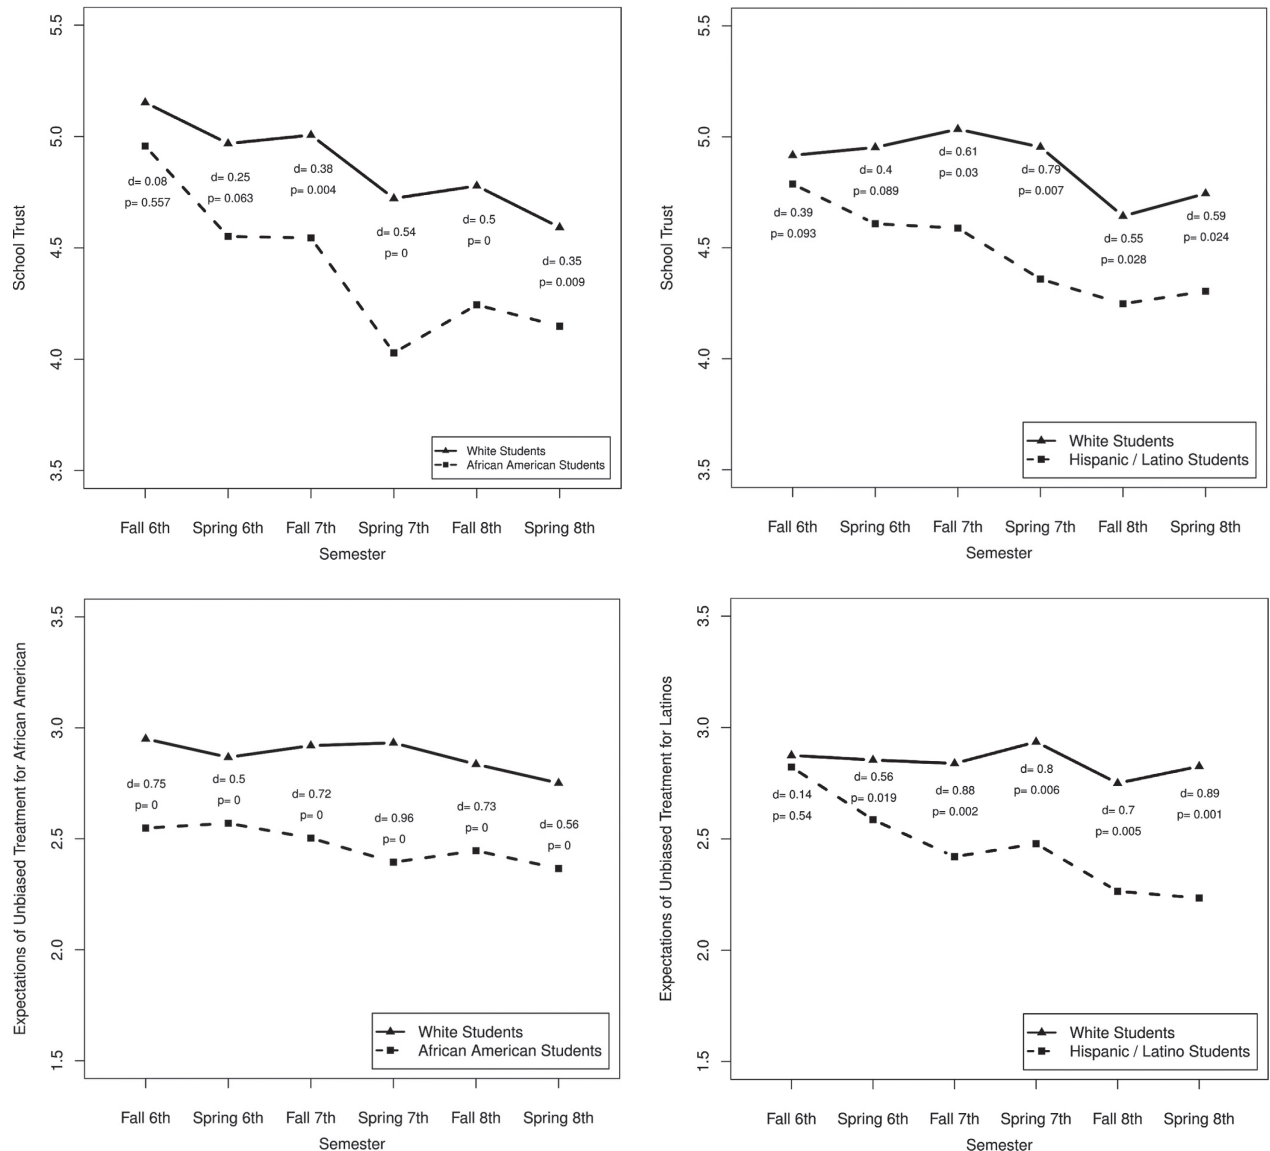 School Trust
5.5
5.0
4.5
4.0
3.5
d= 0.08
p= 0.557
d= 0.25
p= 0.063
d= 0.38
p= 0.004
d= 0.54
p= 0
d= 0.5
p= 0
d= 0.35
p= 0.009
White Students
African American Students
Fall 6th Spring 6th Fall 7th Spring 7th Fall 8th Spring 8th
Semester
School Trust
5.5
5.0
4.5
4.0
3.5
d= 0.39
p= 0.093
d= 0.4
p= 0.089
d= 0.61
p= 0.03
d= 0.79
p= 0.007
d= 0.55
p= 0.028
d= 0.59
p= 0.024
White Students
Hispanic / Latino Students
Fall 6th Spring 6th Fall 7th Spring 7th Fall 8th Spring 8th
Semester
Expectations of Unbiased Treatment for African American
3.5
3.0
2.5
2.0
1.5
d= 0.75
p= 0
d= 0.5
p= 0
d= 0.72
p= 0
d= 0.96
p= 0
d= 0.73
p= 0
d= 0.56
p= 0
White Students
African American Students
Fall 6th Spring 6th Fall 7th Spring 7th Fall 8th Spring 8th
Semester
Expectations of Unbiased Treatment for Latinos
3.5
3.0
2.5
2.0
1.5
d= 0.14
p= 0.54
d= 0.56
p= 0.019
d= 0.88
p= 0.002
d= 0.8
p= 0.006
d= 0.7
p= 0.005
d= 0.89
p= 0.001
White Students
Hispanic / Latino Students
Fall 6th Spring 6th Fall 7th Spring 7th Fall 8th Spring 8th
Semester